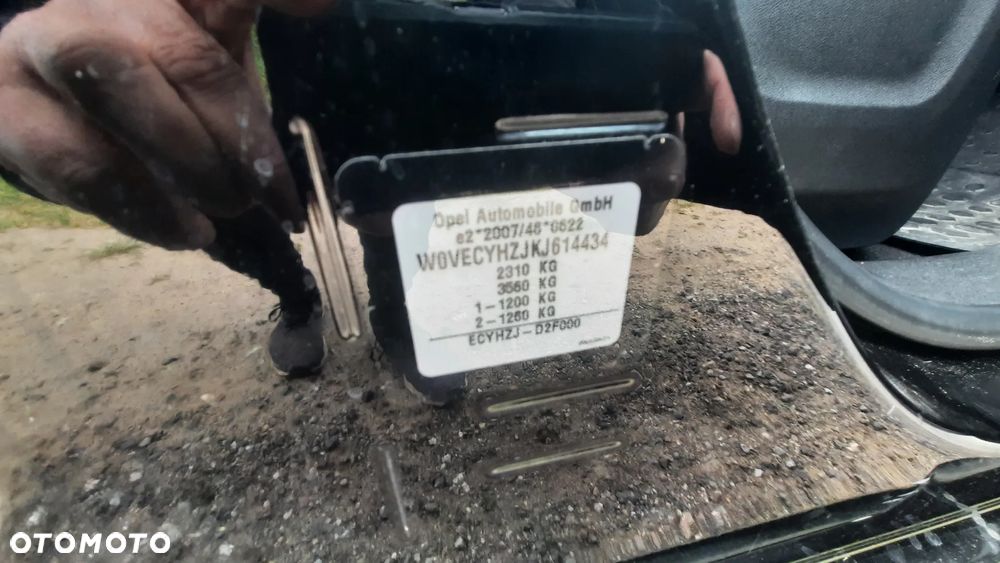 Opel Automobile GmbH
e2*2007/46*0622
W0VECYHZJKJ614434
2310 KG
3560 KG
1-1200 KG
2-1260 KG
ECYHZJ-D2F000
OTOMOTO